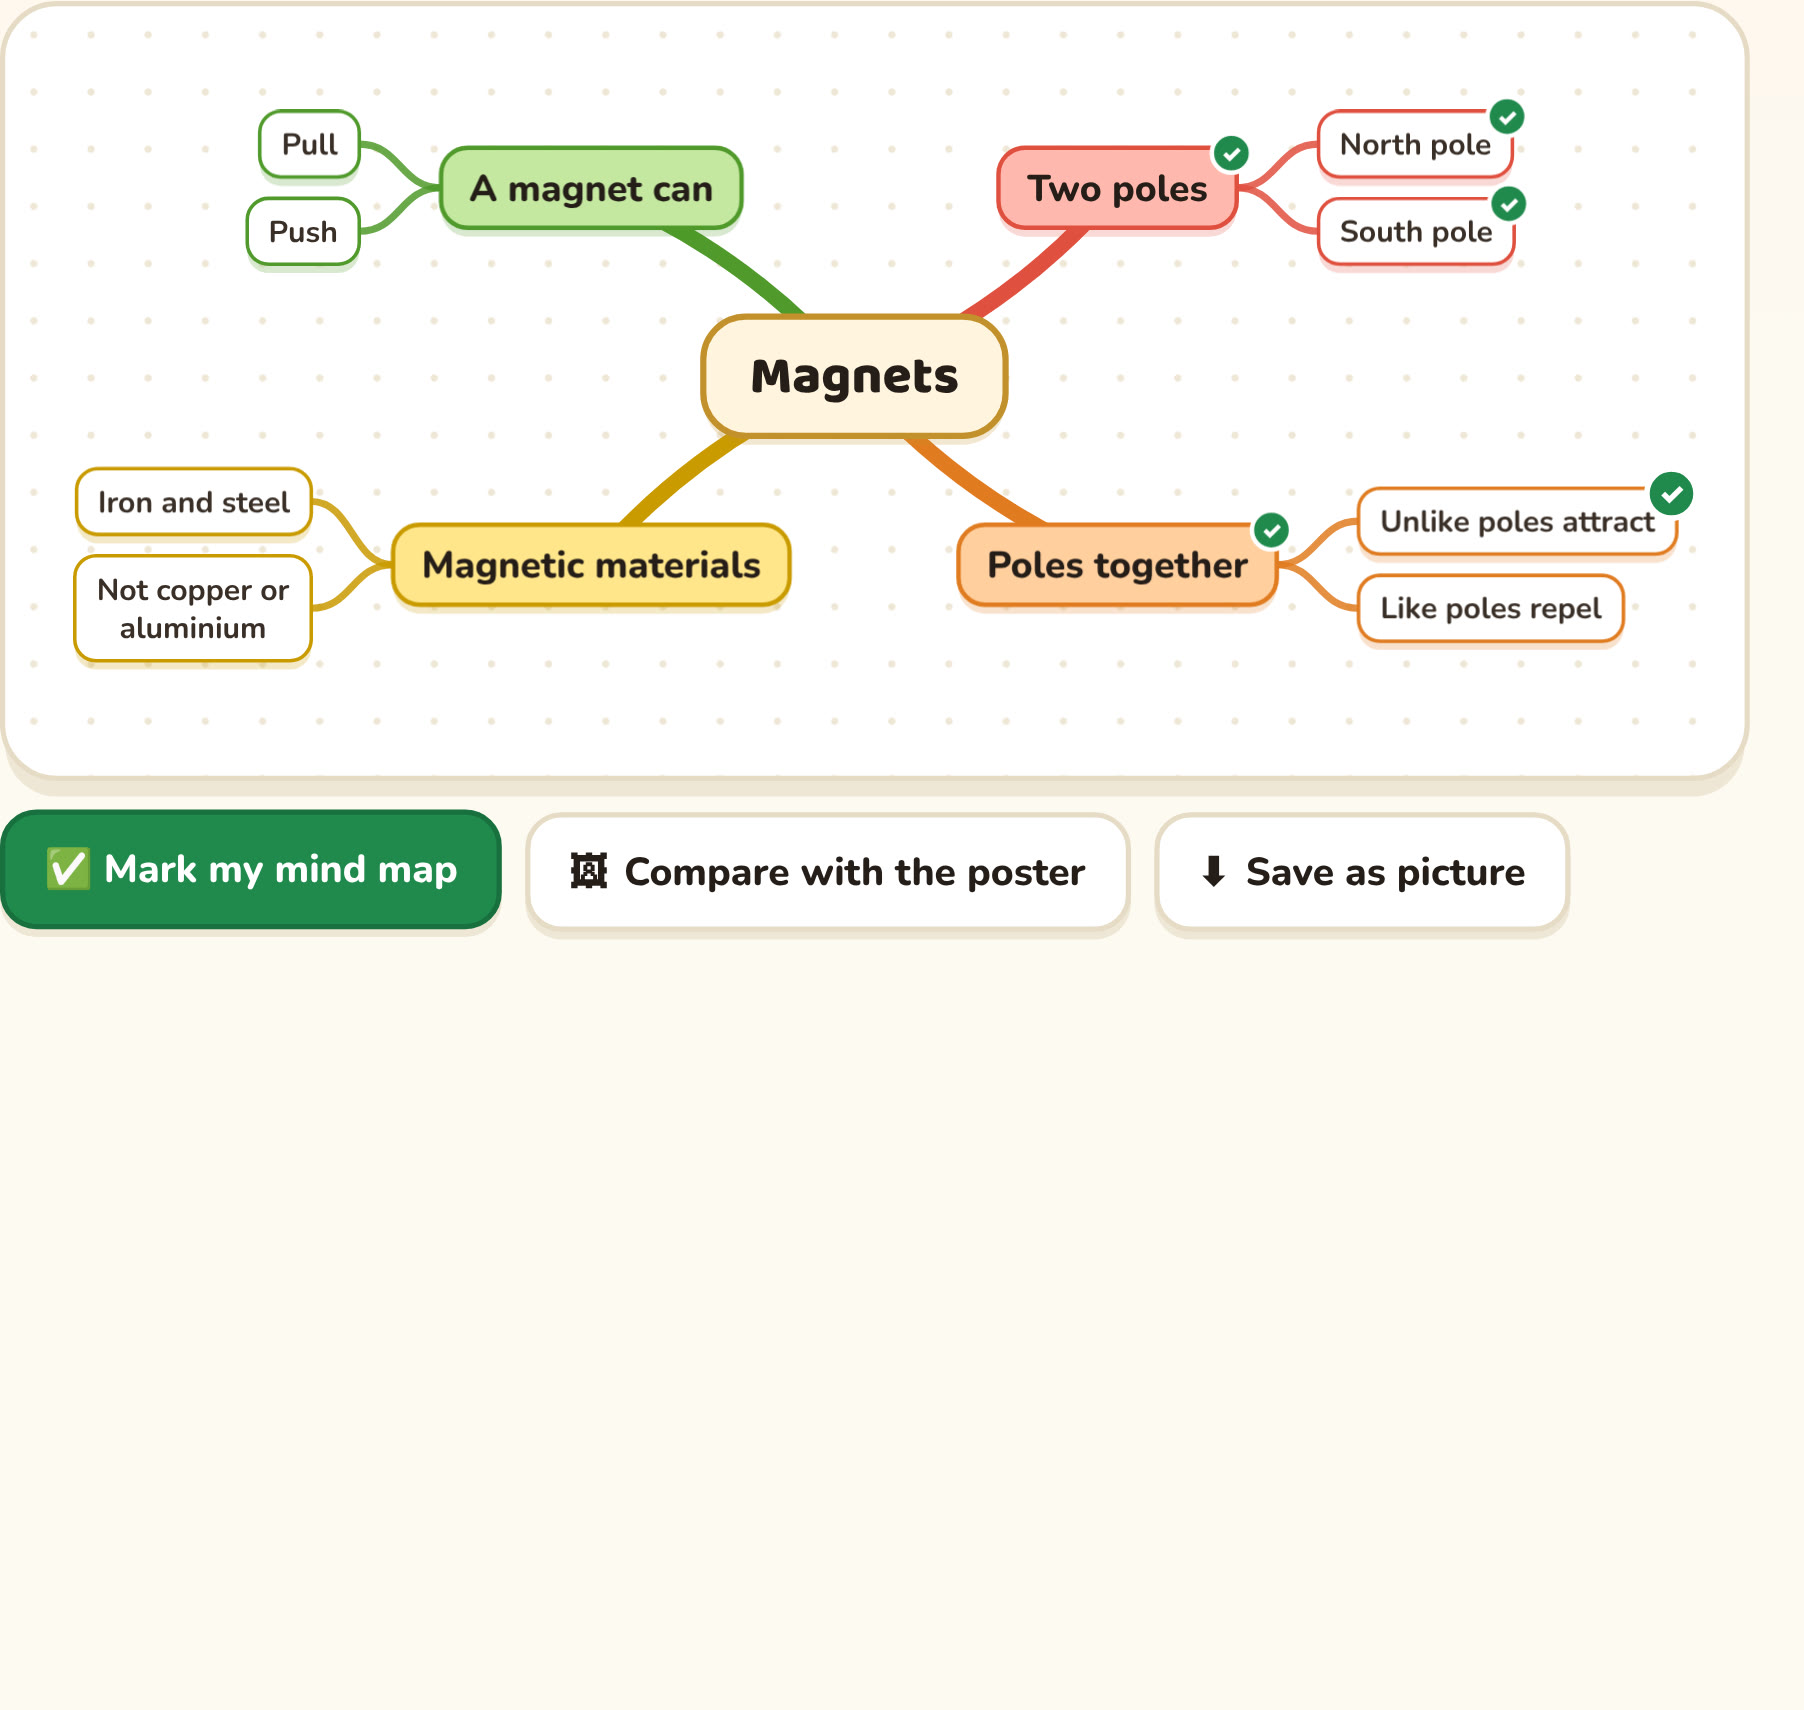 Pull
Push
A magnet can
Two poles
North pole
South pole
Magnets
Iron and steel
Not copper or
aluminium
Magnetic materials
Poles together
Unlike poles attract
Like poles repel
✅ Mark my mind map
🖼 Compare with the poster
⬇ Save as picture